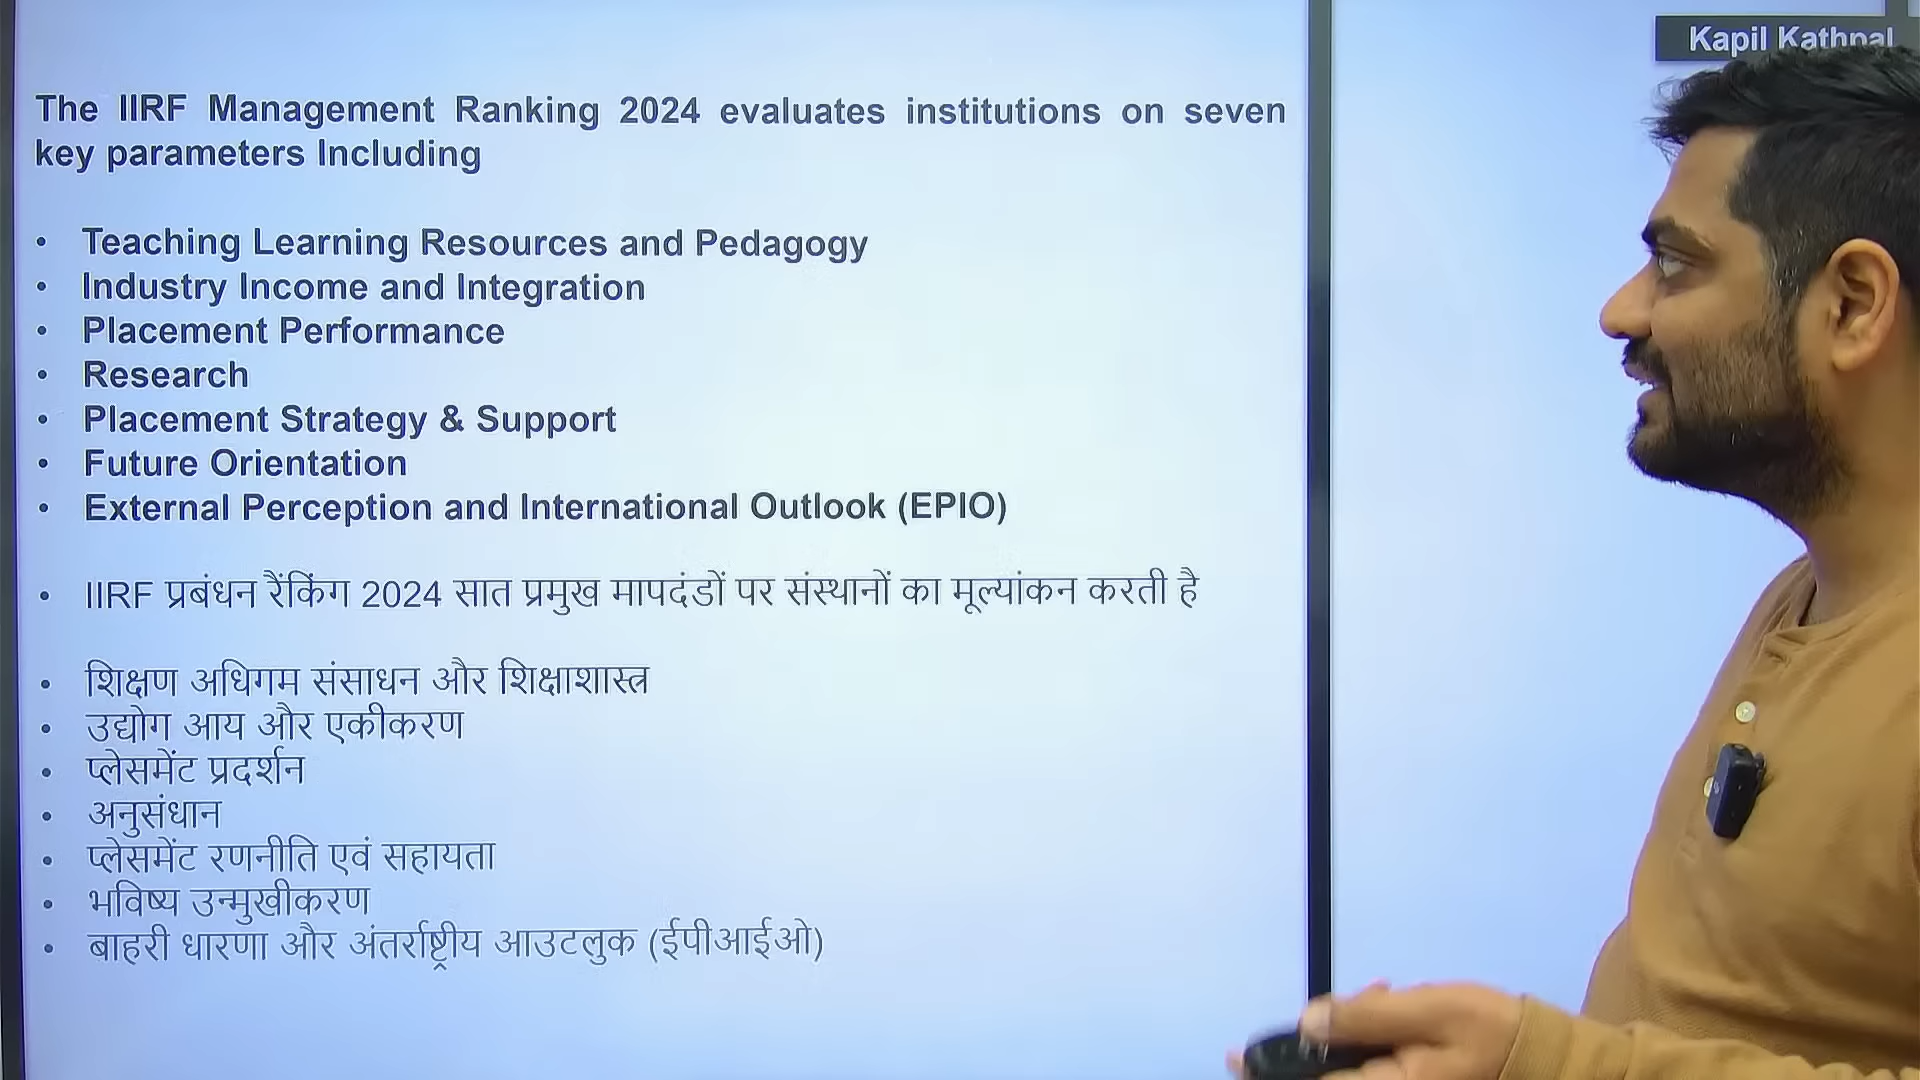 Kapil Kathpal
The IIRF Management Ranking 2024 evaluates institutions on seven
key parameters Including
• Teaching Learning Resources and Pedagogy
• Industry Income and Integration
• Placement Performance
• Research
• Placement Strategy & Support
• Future Orientation
• External Perception and International Outlook (EPIO)
• IIRF प्रबंधन रैंकिंग 2024 सात प्रमुख मापदंडों पर संस्थानों का मूल्यांकन करती है
• शिक्षण अधिगम संसाधन और शिक्षाशास्त्र
• उद्योग आय और एकीकरण
• प्लेसमेंट प्रदर्शन
• अनुसंधान
• प्लेसमेंट रणनीति एवं सहायता
• भविष्य उन्मुखीकरण
• बाहरी धारणा और अंतर्राष्ट्रीय आउटलुक (ईपीआईओ)